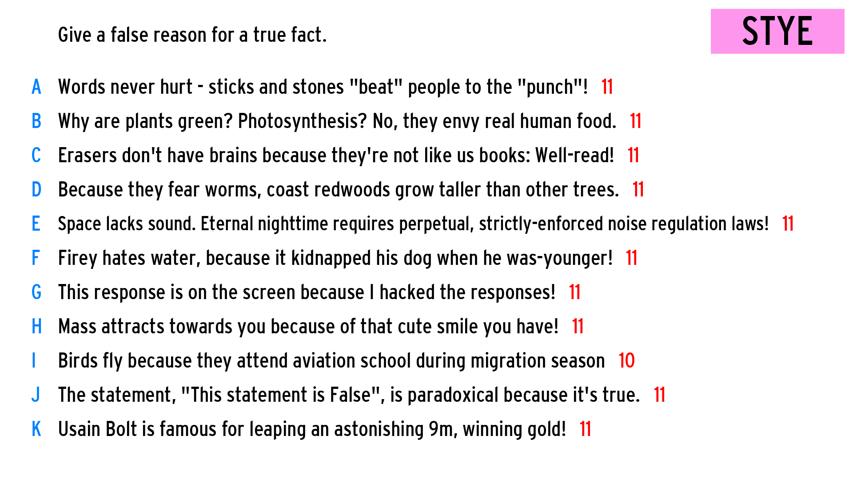 Give a false reason for a true fact.
STYE
A Words never hurt - sticks and stones "beat" people to the "punch"! 11
B Why are plants green? Photosynthesis? No, they envy real human food. 11
C Erasers don't have brains because they're not like us books: Well-read! 11
D Because they fear worms, coast redwoods grow taller than other trees. 11
E Space lacks sound. Eternal nighttime requires perpetual, strictly-enforced noise regulation laws! 11
F Firey hates water, because it kidnapped his dog when he was-younger! 11
G This response is on the screen because I hacked the responses! 11
H Mass attracts towards you because of that cute smile you have! 11
I Birds fly because they attend aviation school during migration season 10
J The statement, "This statement is False", is paradoxical because it's true. 11
K Usain Bolt is famous for leaping an astonishing 9m, winning gold! 11